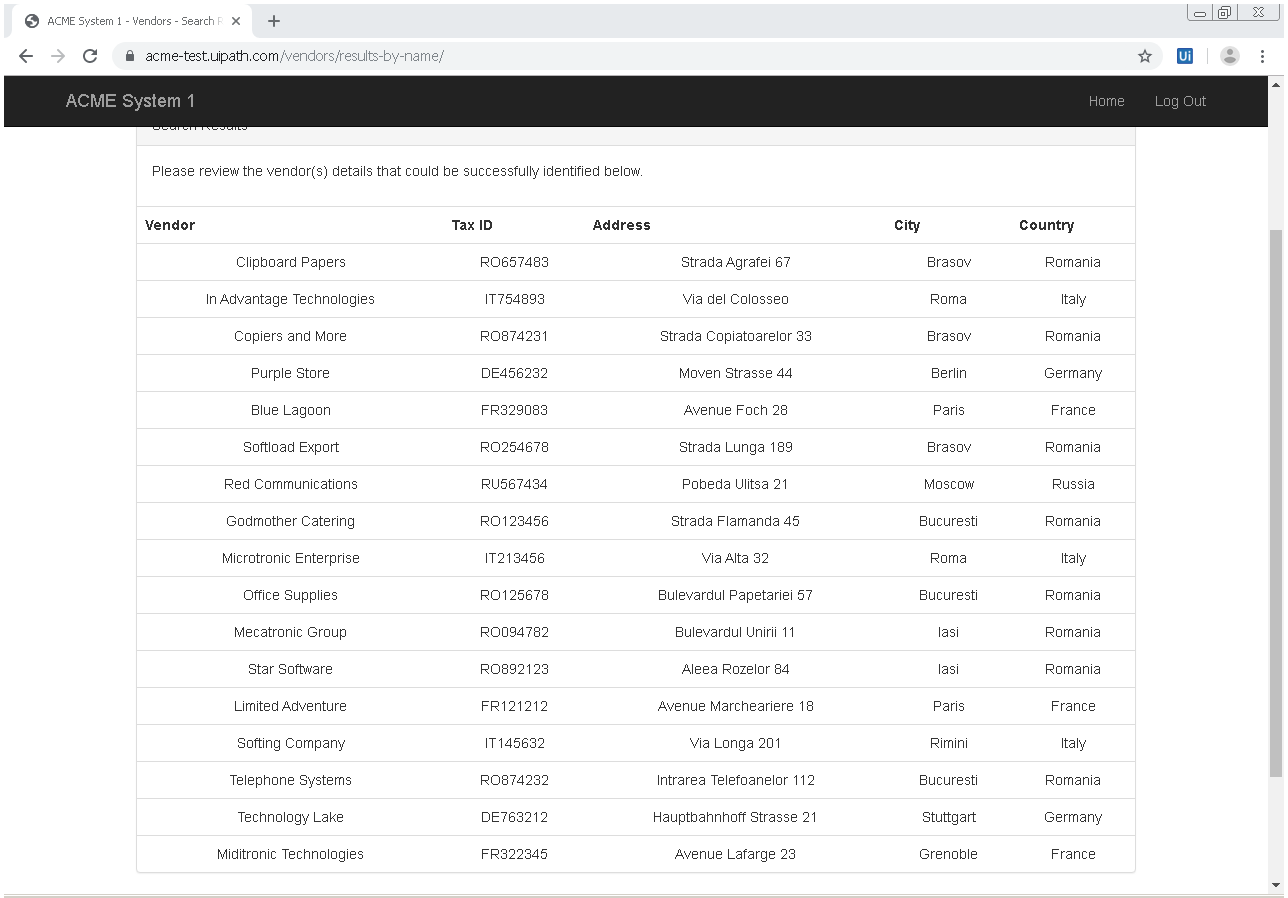 ACME System 1 - Vendors - Search R
acme-test.uipath.com/vendors/results-by-name/
Ui
ACME System 1 Home Log Out
Search Results
Please review the vendor(s) details that could be successfully identified below.
Vendor Tax ID Address City Country
Clipboard Papers RO657483 Strada Agrafei 67 Brasov Romania
In Advantage Technologies IT754893 Via del Colosseo Roma Italy
Copiers and More RO874231 Strada Copiatoarelor 33 Brasov Romania
Purple Store DE456232 Moven Strasse 44 Berlin Germany
Blue Lagoon FR329083 Avenue Foch 28 Paris France
Softload Export RO254678 Strada Lunga 189 Brasov Romania
Red Communications RU567434 Pobeda Ulitsa 21 Moscow Russia
Godmother Catering RO123456 Strada Flamanda 45 Bucuresti Romania
Microtronic Enterprise IT213456 Via Alta 32 Roma Italy
Office Supplies RO125678 Bulevardul Papetariei 57 Bucuresti Romania
Mecatronic Group RO094782 Bulevardul Unirii 11 Iasi Romania
Star Software RO892123 Aleea Rozelor 84 Iasi Romania
Limited Adventure FR121212 Avenue Marcheariere 18 Paris France
Softing Company IT145632 Via Longa 201 Rimini Italy
Telephone Systems RO874232 Intrarea Telefoanelor 112 Bucuresti Romania
Technology Lake DE763212 Hauptbahnhoff Strasse 21 Stuttgart Germany
Miditronic Technologies FR322345 Avenue Lafarge 23 Grenoble France